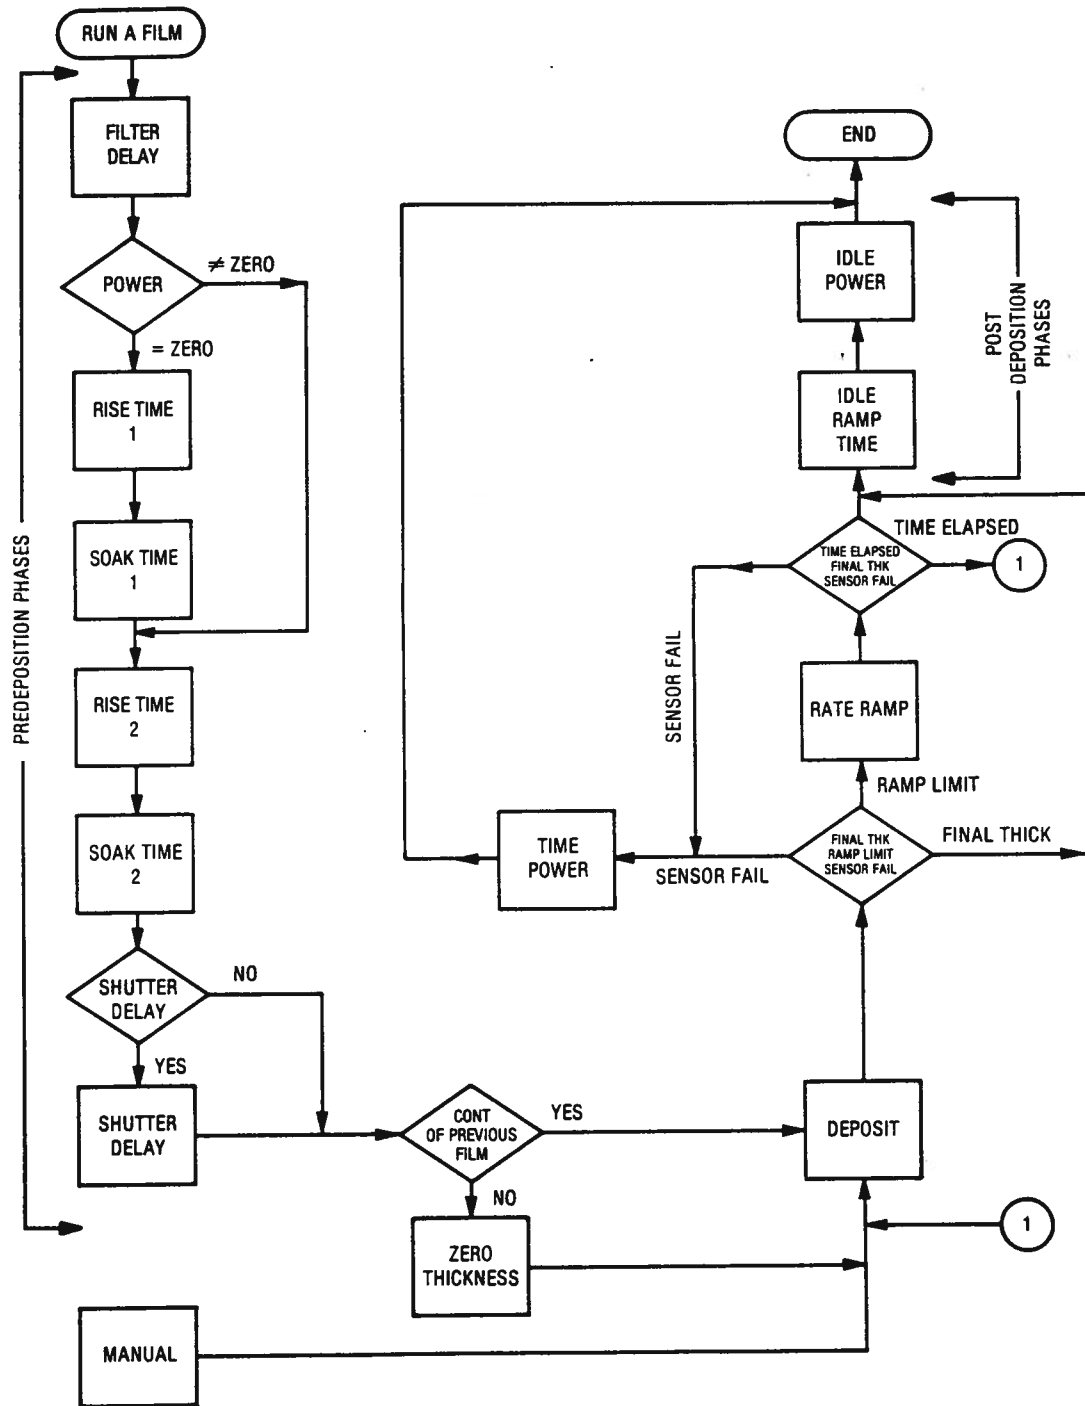 RUN A FILM
FILTER
DELAY
POWER
≠ ZERO
= ZERO
RISE TIME
1
SOAK TIME
1
RISE TIME
2
SOAK TIME
2
SHUTTER
DELAY
NO
YES
SHUTTER
DELAY
PREDEPOSITION PHASES
MANUAL
CONT
OF PREVIOUS
FILM
YES
NO
ZERO
THICKNESS
DEPOSIT
1
FINAL THK
RAMP LIMIT
SENSOR FAIL
FINAL THICK
RAMP LIMIT
SENSOR FAIL
TIME
POWER
SENSOR FAIL
RATE RAMP
TIME ELAPSED
FINAL THK
SENSOR FAIL
TIME ELAPSED
1
IDLE
RAMP
TIME
IDLE
POWER
POST
DEPOSITION
PHASES
END